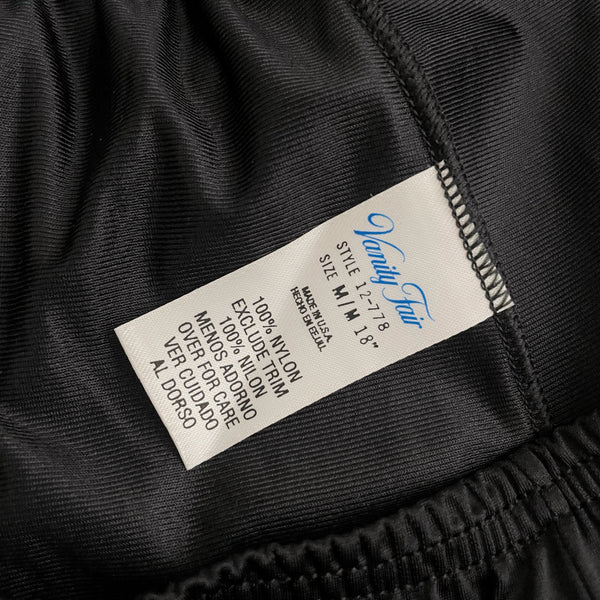 Vanity Fair
STYLE 12-778
SIZE M/M 18"
MADE IN U.S.A.
HECHO EN EE.UU.
100% NYLON
EXCLUDE TRIM
100% NILON
MENOS ADORNO
OVER FOR CARE
VER CUIDADO
AL DORSO